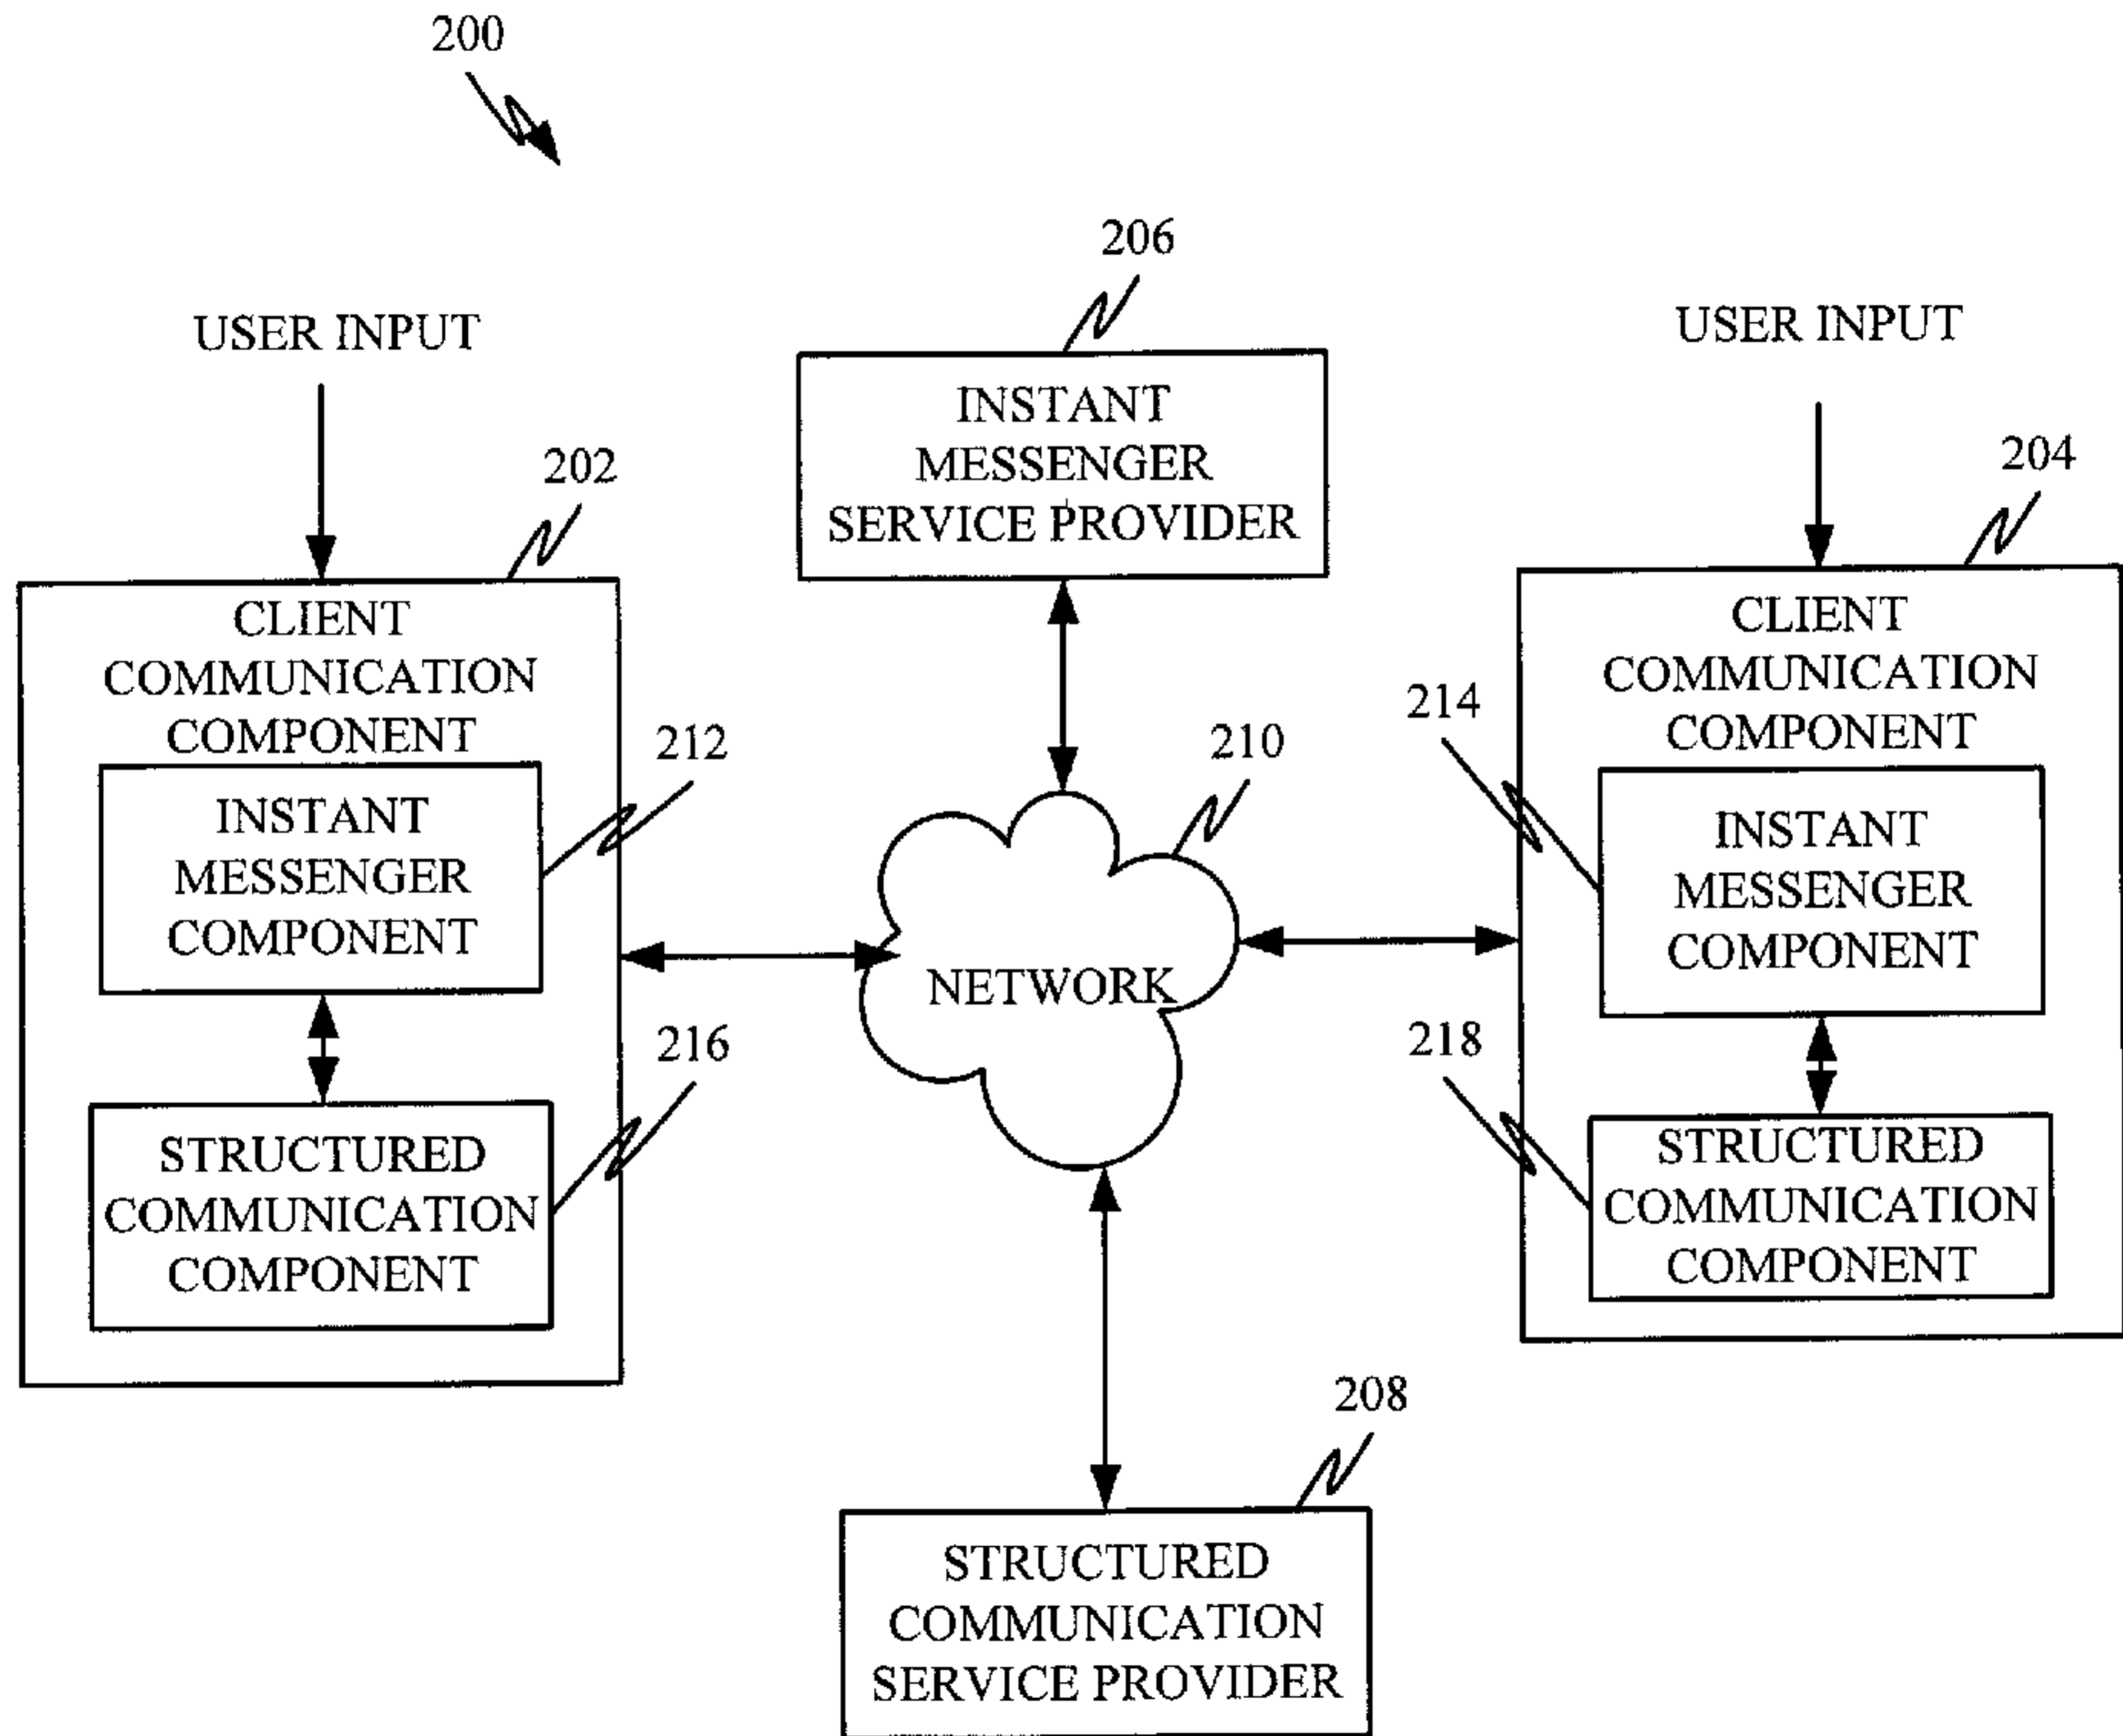 200
206
USER INPUT
USER INPUT
INSTANT
MESSENGER
SERVICE PROVIDER
202
204
CLIENT
COMMUNICATION
COMPONENT
212
INSTANT
MESSENGER
COMPONENT
216
STRUCTURED
COMMUNICATION
COMPONENT
210
NETWORK
CLIENT
COMMUNICATION
COMPONENT
214
INSTANT
MESSENGER
COMPONENT
218
STRUCTURED
COMMUNICATION
COMPONENT
208
STRUCTURED
COMMUNICATION
SERVICE PROVIDER